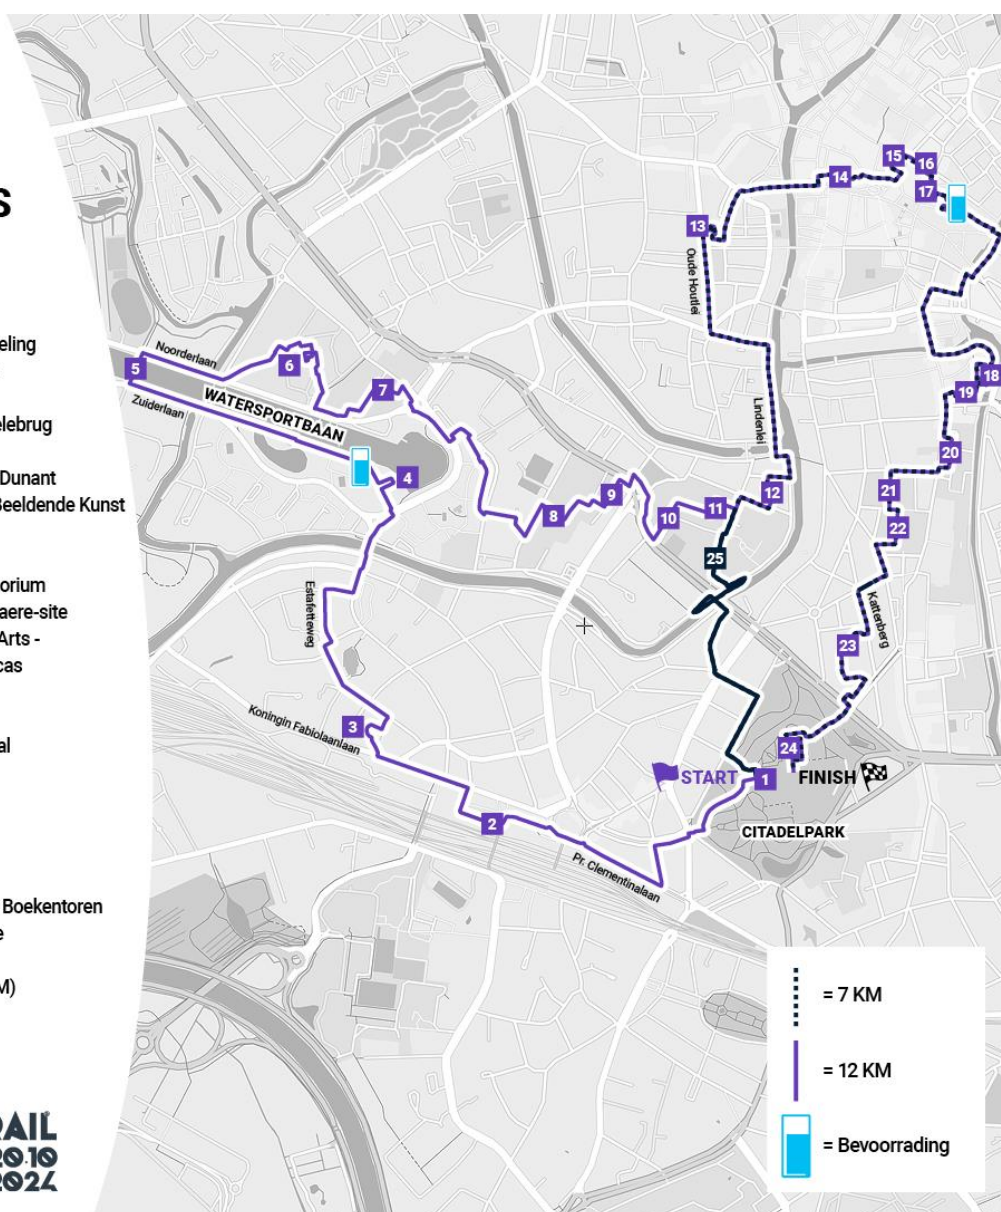 S
eling
elebrug
Dunant
Beeldende Kunst
orium
aere-site
Arts -
cas
al
Boekentoren
e
M)
RAIL
20·10
2024
15
16
14
17
13
Oude Houtlei
Noorderlaan
6
5
18
7
19
WATERSPORTBAAN
Zuiderlaan
Lindenlei
20
4
21
12
9
11
8
10
22
25
Estafetteweg
Kattenberg
23
3
Koningin Fabiolaanlaan
24
START
1
FINISH
2
CITADELPARK
Pr. Clementinalaan
= 7 KM
= 12 KM
= Bevoorrading